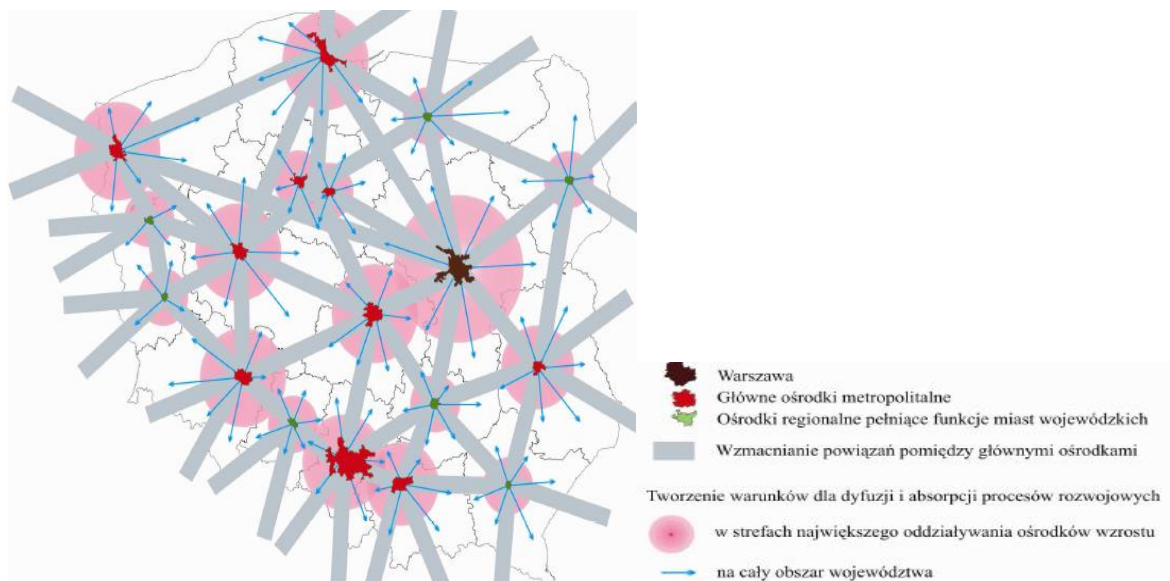 Warszawa
Główne ośrodki metropolitalne
Ośrodki regionalne pełniące funkcje miast wojewódzkich
Wzmacnianie powiązań pomiędzy głównymi ośrodkami
Tworzenie warunków dla dyfuzji i absorpcji procesów rozwojowych
w strefach największego oddziaływania ośrodków wzrostu
na cały obszar województwa